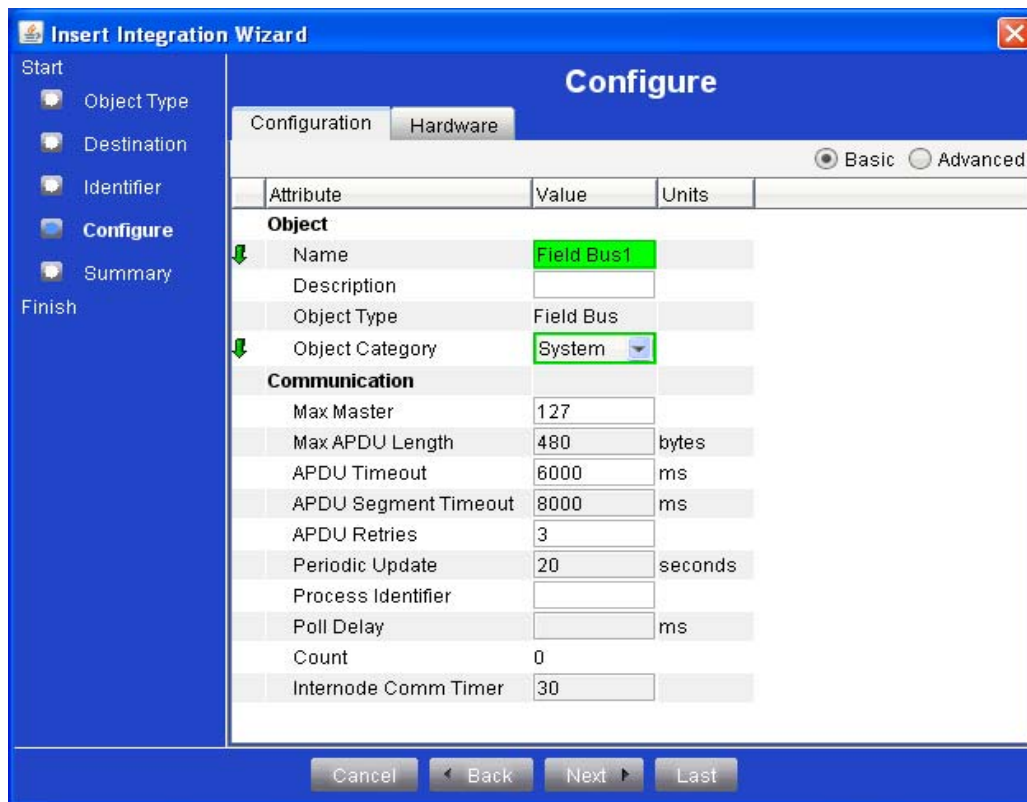 Insert Integration Wizard
Start
Object Type
Destination
Identifier
Configure
Summary
Finish
Configure
Configuration Hardware
Basic Advanced
Attribute Value Units
Object
Name Field Bus1
Description
Object Type Field Bus
Object Category System
Communication
Max Master 127
Max APDU Length 480 bytes
APDU Timeout 6000 ms
APDU Segment Timeout 8000 ms
APDU Retries 3
Periodic Update 20 seconds
Process Identifier
Poll Delay ms
Count 0
Internode Comm Timer 30
Cancel Back Next Last